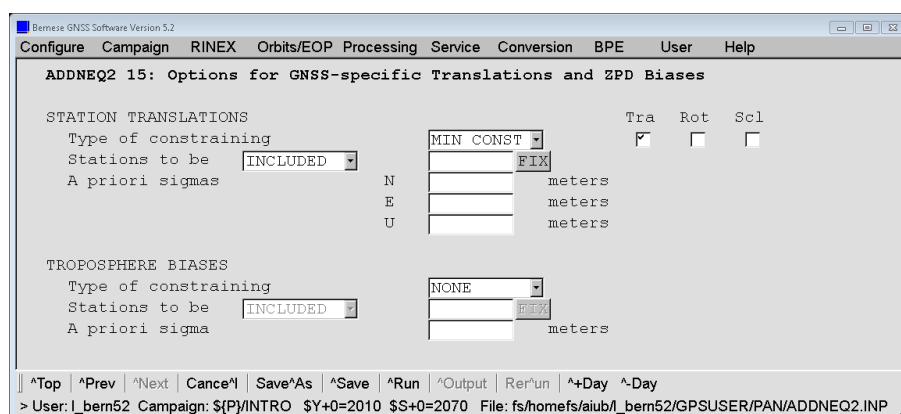 Bernese GNSS Software Version 5.2
Configure Campaign RINEX Orbits/EOP Processing Service Conversion BPE User Help
ADDNEQ2 15: Options for GNSS-specific Translations and ZPD Biases
STATION TRANSLATIONS Tra Rot Scl
Type of constraining MIN CONST
Stations to be INCLUDED FIX
A priori sigmas N meters
E meters
U meters
TROPOSPHERE BIASES
Type of constraining NONE
Stations to be INCLUDED FIX
A priori sigma meters
^Top ^Prev ^Next Cance^l Save^As ^Save ^Run ^Output Rer^un ^+Day ^-Day
> User: l_bern52 Campaign: ${P}/INTRO $Y+0=2010 $S+0=2070 File: fs/homefs/aiub/l_bern52/GPSUSER/PAN/ADDNEQ2.INP